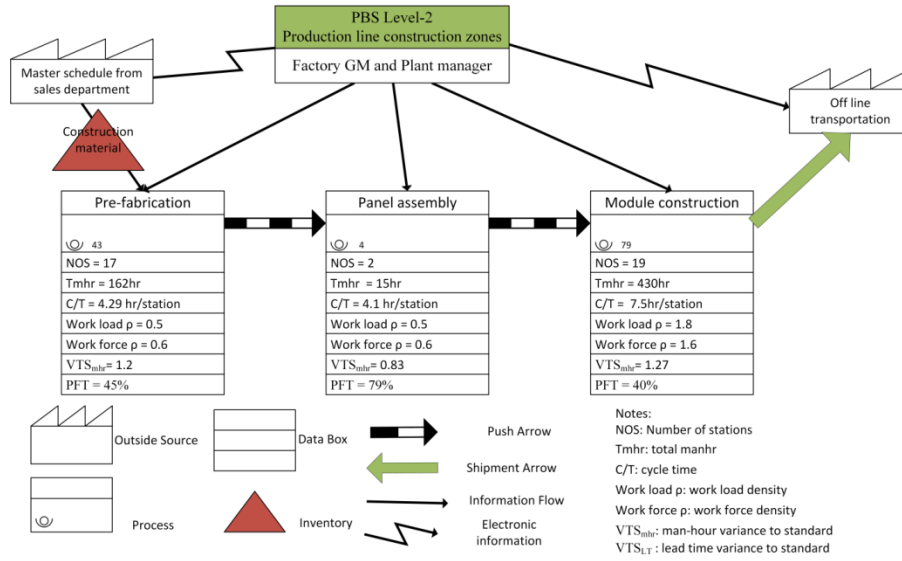 PBS Level-2
Production line construction zones
Factory GM and Plant manager
Master schedule from
sales department
Off line
transportation
Construction
material
Pre-fabrication
43
NOS = 17
Tmhr = 162hr
C/T = 4.29 hr/station
Work load ρ = 0.5
Work force ρ = 0.6
VTSmhr= 1.2
PFT = 45%
Panel assembly
4
NOS = 2
Tmhr = 15hr
C/T = 4.1 hr/station
Work load ρ = 0.5
Work force ρ = 0.6
VTSmhr= 0.83
PFT = 79%
Module construction
79
NOS = 19
Tmhr = 430hr
C/T = 7.5hr/station
Work load ρ = 1.8
Work force ρ = 1.6
VTSmhr= 1.27
PFT = 40%
Outside Source
Process
Data Box
Inventory
Push Arrow
Shipment Arrow
Information Flow
Electronic
information
Notes:
NOS: Number of stations
Tmhr: total manhr
C/T: cycle time
Work load ρ: work load density
Work force ρ: work force density
VTSmhr: man-hour variance to standard
VTSLT : lead time variance to standard